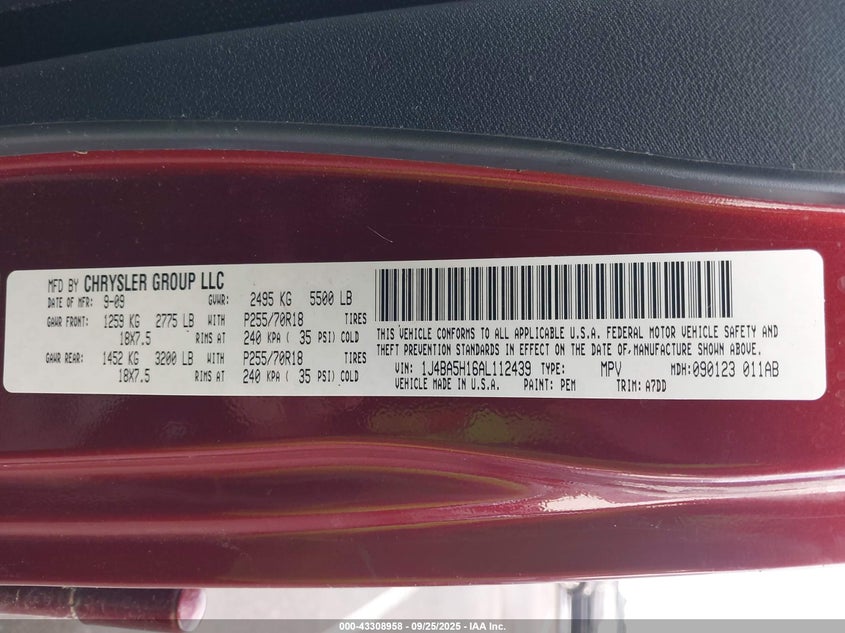 MFD BY CHRYSLER GROUP LLC
DATE OF MFR: 9-09 GVWR: 2495 KG 5500 LB
GAWR FRONT: 1259 KG 2775 LB WITH P255/70R18 TIRES
18X7.5 RIMS AT 240 KPA ( 35 PSI) COLD
GAWR REAR: 1452 KG 3200 LB WITH P255/70R18 TIRES
18X7.5 RIMS AT 240 KPA ( 35 PSI) COLD
THIS VEHICLE CONFORMS TO ALL APPLICABLE U.S.A. FEDERAL MOTOR VEHICLE SAFETY AND
THEFT PREVENTION STANDARDS IN EFFECT ON THE DATE OF MANUFACTURE SHOWN ABOVE.
VIN: 1J4BA5H16AL112439 TYPE: MPV MDH: 090123 011AB
VEHICLE MADE IN U.S.A. PAINT: PEM TRIM: A7DD
000-43308958 - 09/25/2025 - IAA Inc.